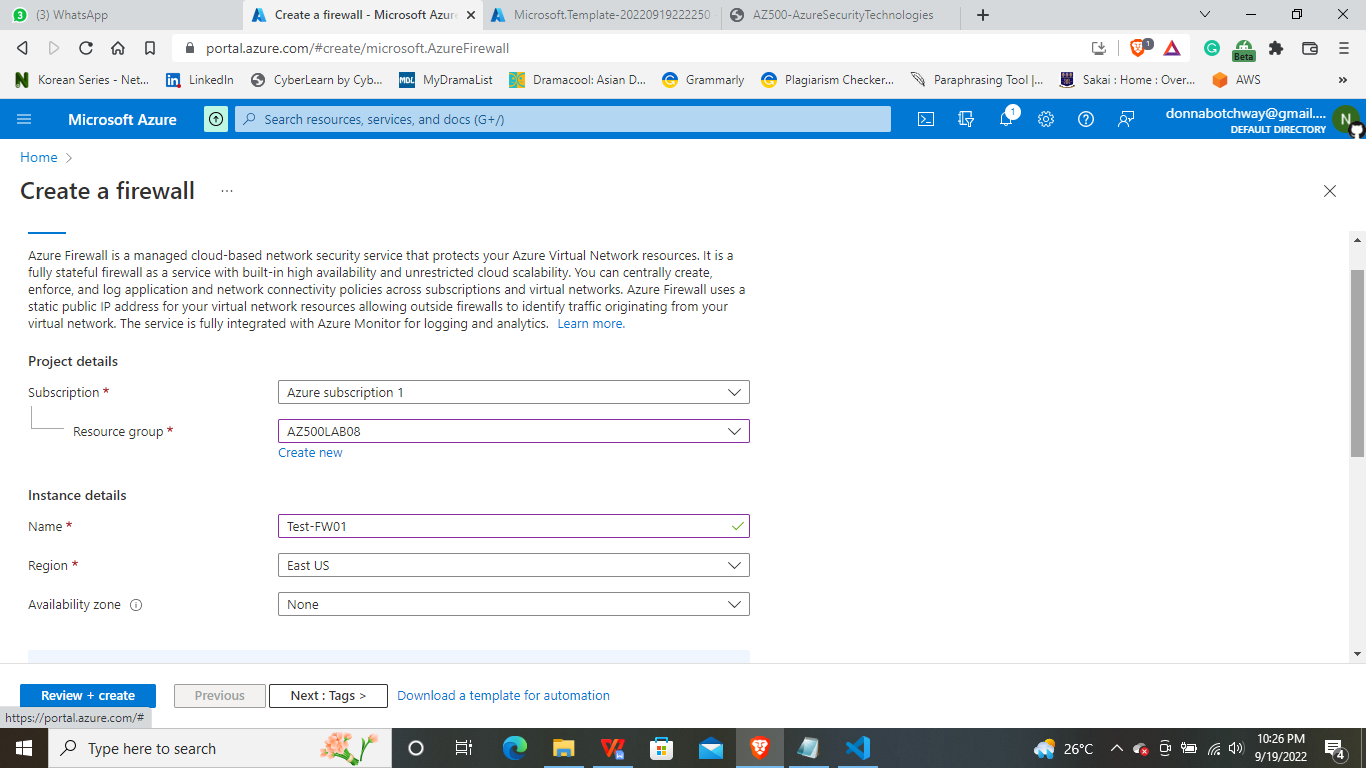 (3) WhatsApp
Create a firewall - Microsoft Azur
Microsoft.Template-20220919222250
AZ500-AzureSecurityTechnologies
portal.azure.com/#create/microsoft.AzureFirewall
1
Beta
Korean Series - Net...
LinkedIn
CyberLearn by Cyb...
MDL
MyDramaList
Dramacool: Asian D...
Grammarly
Plagiarism Checker...
Paraphrasing Tool |...
Sakai : Home : Over...
AWS
»
Microsoft Azure
Search resources, services, and docs (G+/)
1
donnabotchway@gmail....
DEFAULT DIRECTORY
N
Home >
Create a firewall ...
Azure Firewall is a managed cloud-based network security service that protects your Azure Virtual Network resources. It is a
fully stateful firewall as a service with built-in high availability and unrestricted cloud scalability. You can centrally create,
enforce, and log application and network connectivity policies across subscriptions and virtual networks. Azure Firewall uses a
static public IP address for your virtual network resources allowing outside firewalls to identify traffic originating from your
virtual network. The service is fully integrated with Azure Monitor for logging and analytics. Learn more.
Project details
Subscription *
Azure subscription 1
Resource group *
AZ500LAB08
Create new
Instance details
Name *
Test-FW01
Region *
East US
Availability zone
None
Review + create
Previous
Next : Tags >
Download a template for automation
https://portal.azure.com/#
Type here to search
26°C
10:26 PM
9/19/2022
4